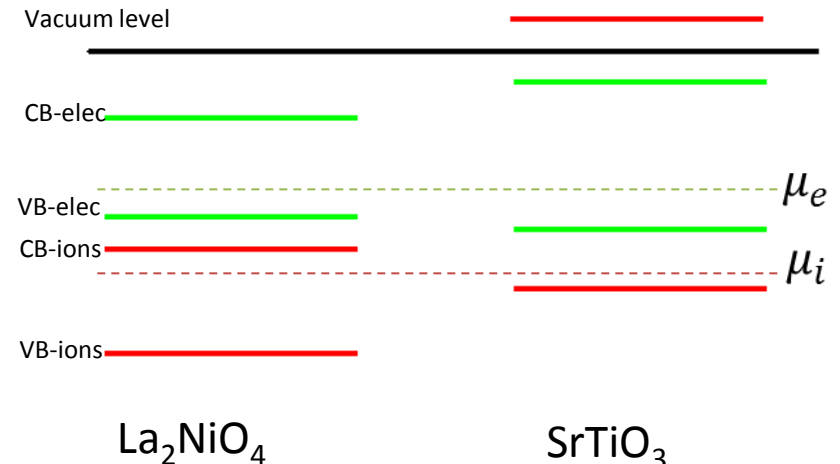 Vacuum level
CB-elec
μₑ
VB-elec
CB-ions
μᵢ
VB-ions
La₂NiO₄
SrTiO₃